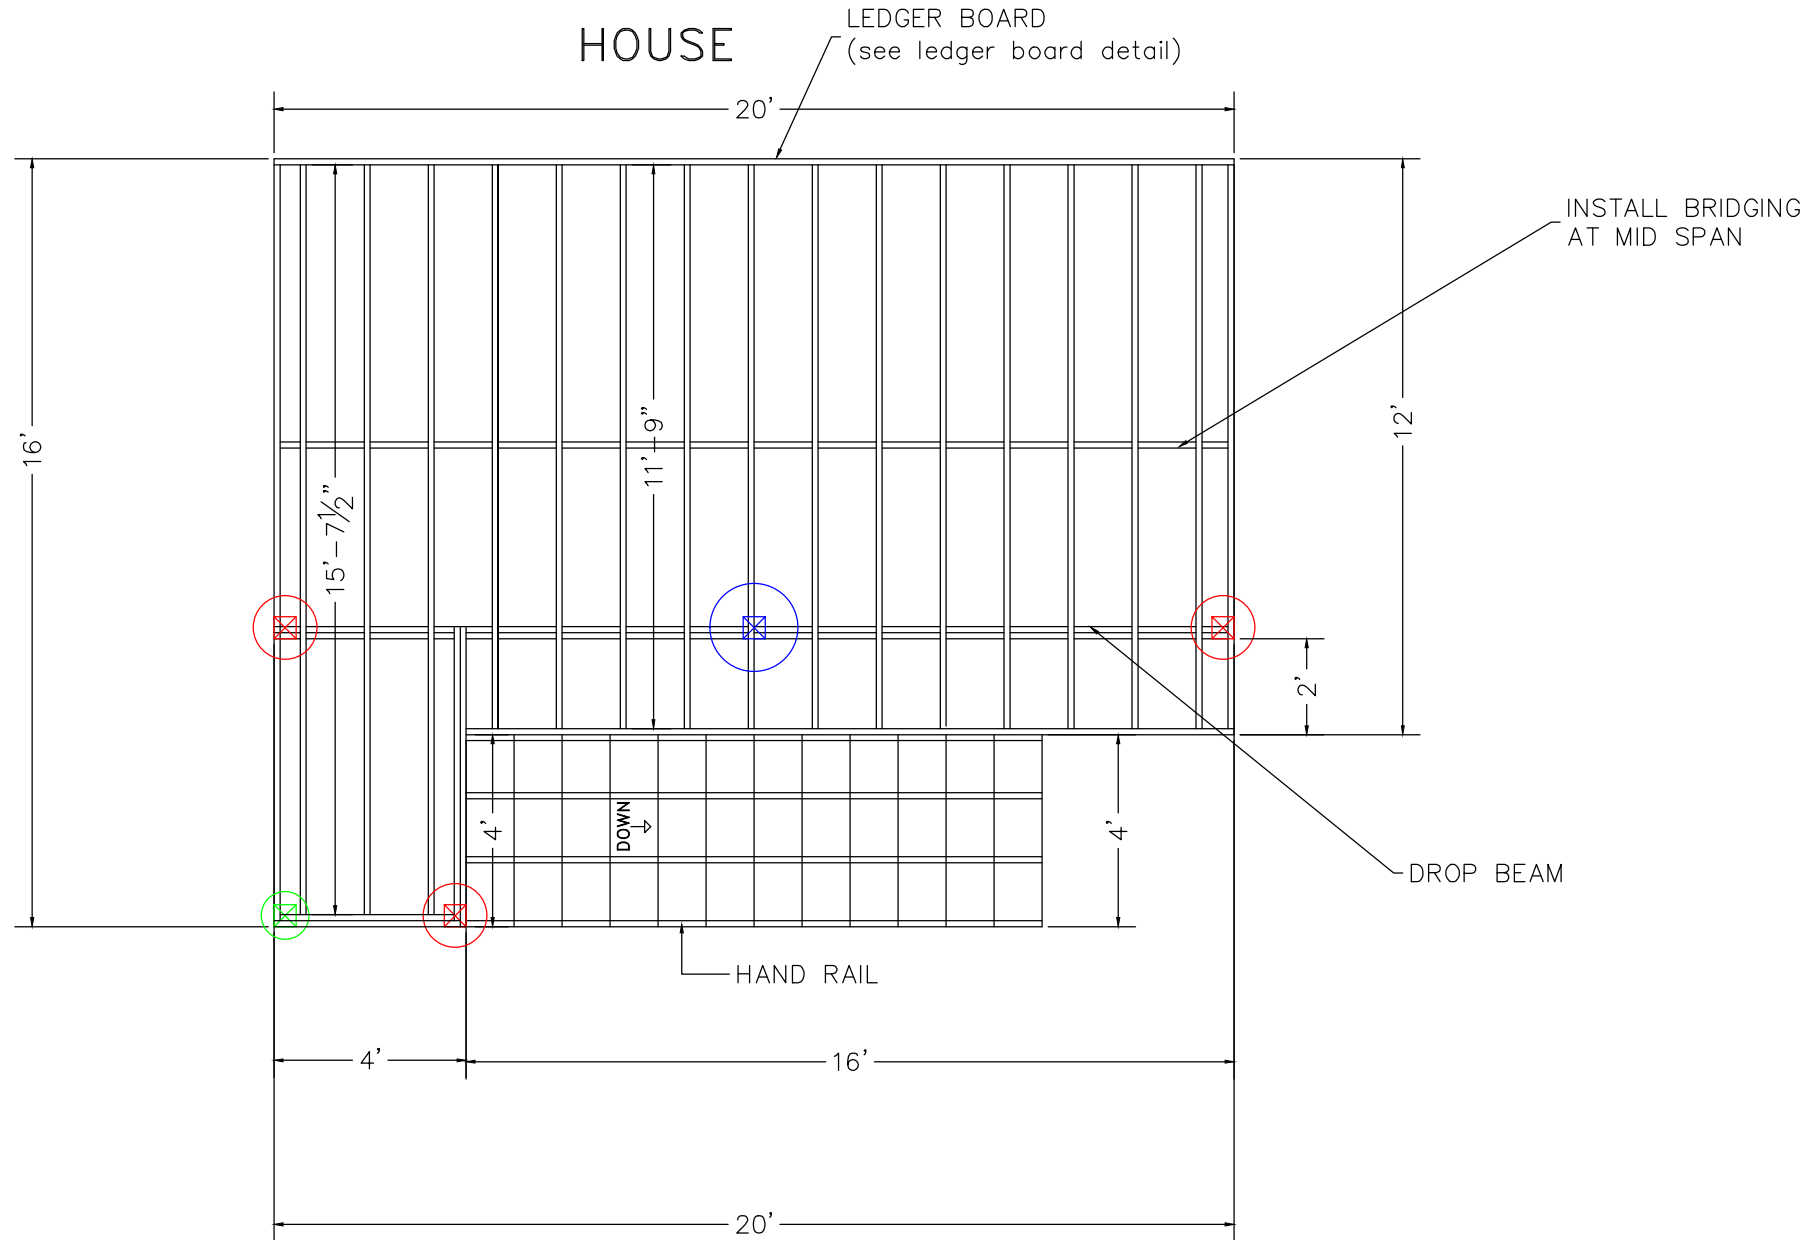 HOUSE
LEDGER BOARD
(see ledger board detail)
20'
INSTALL BRIDGING
AT MID SPAN
16'
15'-7½"
11'-9"
12'
2'
4'
DOWN
4'
DROP BEAM
HAND RAIL
4'
16'
20'